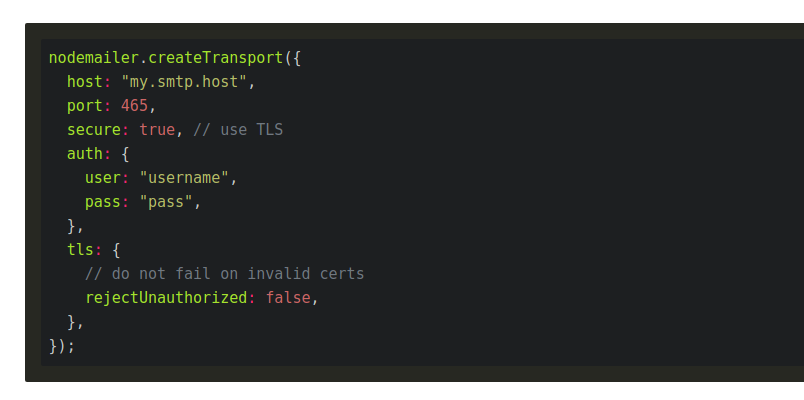 nodemailer.createTransport({
  host: "my.smtp.host",
  port: 465,
  secure: true, // use TLS
  auth: {
    user: "username",
    pass: "pass",
  },
  tls: {
    // do not fail on invalid certs
    rejectUnauthorized: false,
  },
});